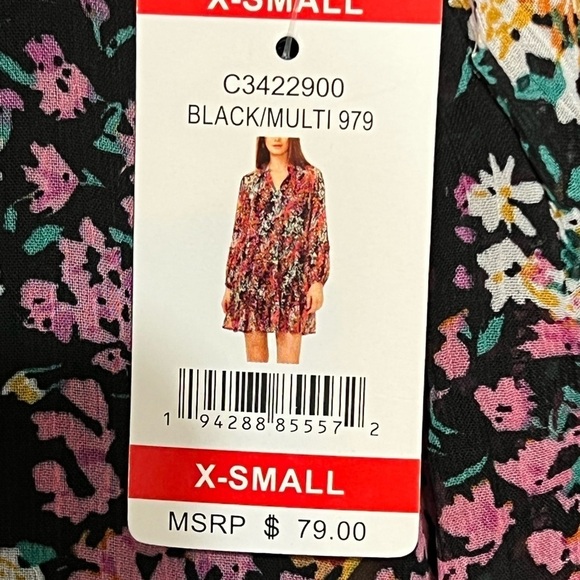 X-SMALL
C3422900
BLACK/MULTI 979
1 94288 85557 2
X-SMALL
MSRP $ 79.00